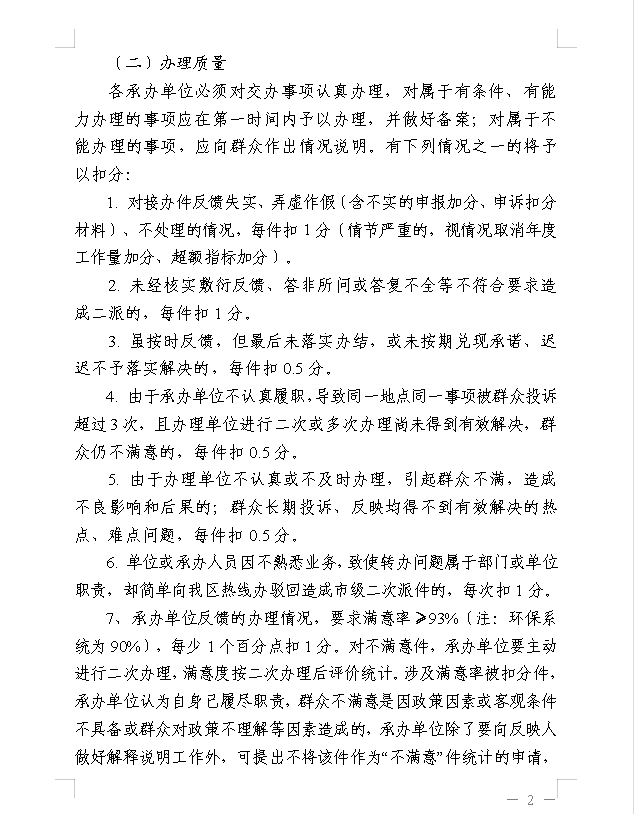 （二）办理质量
各承办单位必须对交办事项认真办理，对属于有条件、有能
力办理的事项应在第一时间内予以办理，并做好备案；对属于不
能办理的事项，应向群众作出情况说明。有下列情况之一的将予
以扣分：
1. 对接办件反馈失实、弄虚作假（含不实的申报加分、申诉扣分
材料）、不处理的情况，每件扣 1 分（情节严重的，视情况取消年度
工作量加分、超额指标加分）。
2. 未经核实敷衍反馈、答非所问或答复不全等不符合要求造
成二派的，每件扣 1 分。
3. 虽按时反馈，但最后未落实办结，或未按期兑现承诺、迟
迟不予落实解决的，每件扣 0.5 分。
4. 由于承办单位不认真履职，导致同一地点同一事项被群众投诉
超过 3 次，且办理单位进行二次或多次办理尚未得到有效解决，群
众仍不满意的，每件扣 0.5 分。
5. 由于办理单位不认真或不及时办理，引起群众不满，造成
不良影响和后果的；群众长期投诉、反映均得不到有效解决的热
点、难点问题，每件扣 0.5 分。
6. 单位或承办人员因不熟悉业务，致使转办问题属于部门或单位
职责，却简单向我区热线办驳回造成市级二次派件的，每次扣 1 分。
7、承办单位反馈的办理情况，要求满意率≥93%（注：环保系
统为 90%），每少 1 个百分点扣 1 分。对不满意件，承办单位要主动
进行二次办理，满意度按二次办理后评价统计。涉及满意率被扣分件，
承办单位认为自身已履尽职责，群众不满意是因政策因素或客观条件
不具备或群众对政策不理解等因素造成的，承办单位除了要向反映人
做好解释说明工作外，可提出不将该件作为“不满意”件统计的申请，
— 2 —